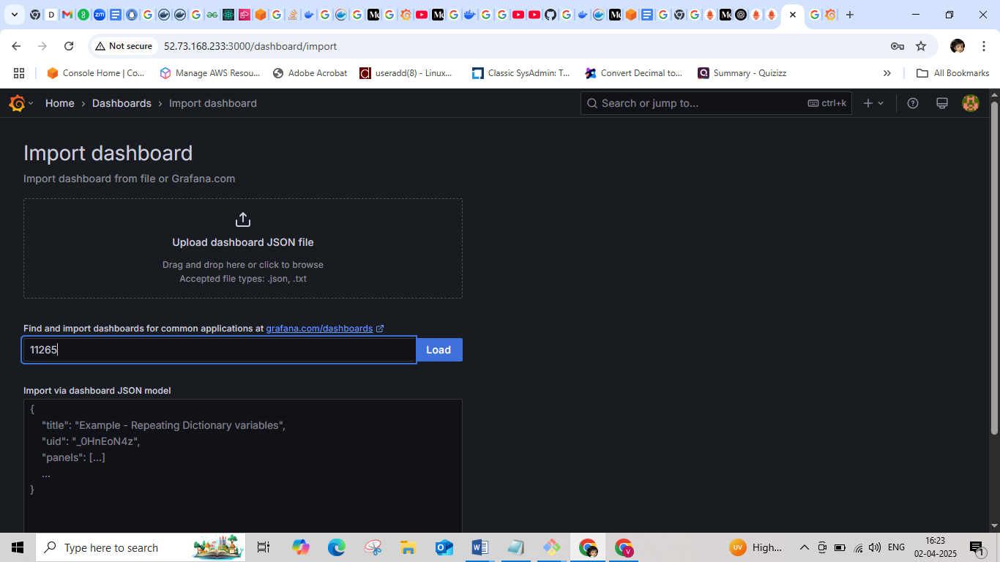 Not secure
52.73.168.233:3000/dashboard/import
Console Home | Co...
Manage AWS Resou...
Adobe Acrobat
useradd(8) - Linux...
Classic SysAdmin: T...
Convert Decimal to...
Summary - Quizizz
All Bookmarks
Home › Dashboards › Import dashboard
Search or jump to...
ctrl+k
Import dashboard
Import dashboard from file or Grafana.com
Upload dashboard JSON file
Drag and drop here or click to browse
Accepted file types: .json, .txt
Find and import dashboards for common applications at grafana.com/dashboards
11265
Load
Import via dashboard JSON model
{
"title": "Example - Repeating Dictionary variables",
"uid": "_0HnEoN4z",
"panels": [...]
...
}
Type here to search
UV
High...
ENG
16:23
02-04-2025
1